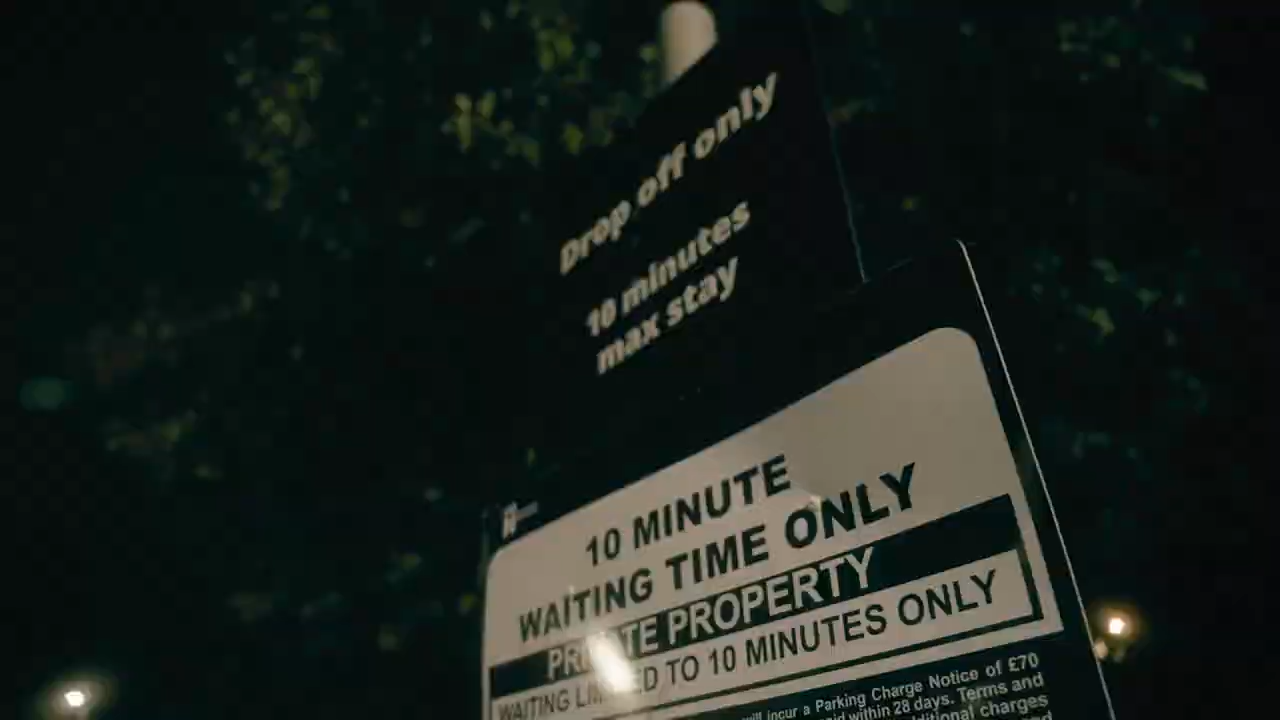 Drop off only
10 minutes
max stay
10 MINUTE
WAITING TIME ONLY
PRIVATE PROPERTY
WAITING LIMITED TO 10 MINUTES ONLY
will incur a Parking Charge Notice of £70
within 28 days. Terms and
additional charges
and